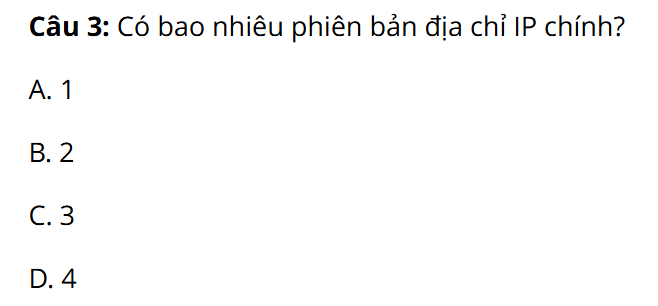 Câu 3: Có bao nhiêu phiên bản địa chỉ IP chính?
A. 1
B. 2
C. 3
D. 4